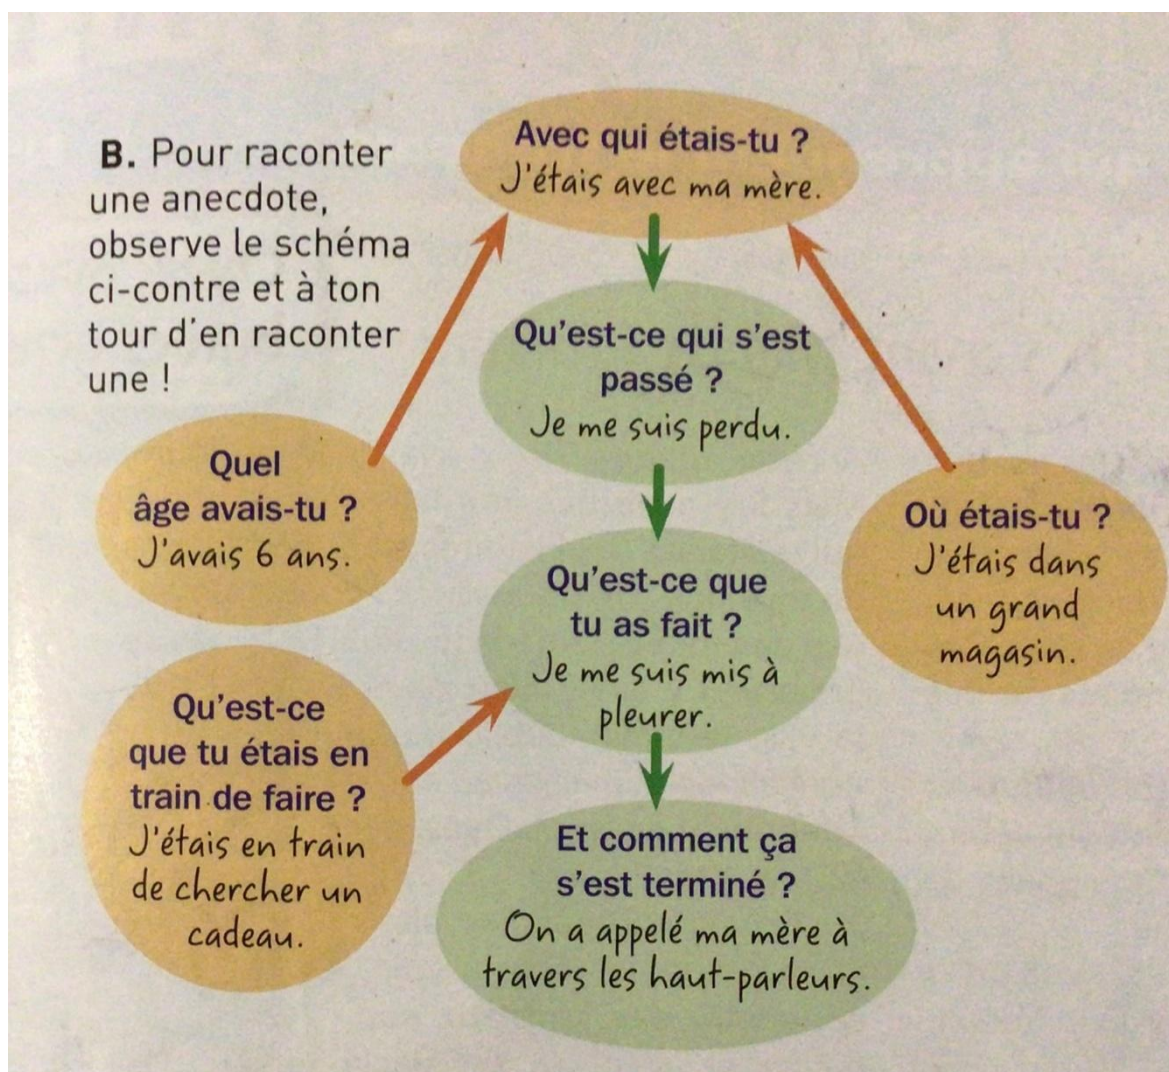 B. Pour raconter
une anecdote,
observe le schéma
ci-contre et à ton
tour d'en raconter
une !
Avec qui étais-tu ?
J'étais avec ma mère.
Qu'est-ce qui s'est
passé ?
Je me suis perdu.
Quel
âge avais-tu ?
J'avais 6 ans.
Où étais-tu ?
J'étais dans
un grand
magasin.
Qu'est-ce que
tu as fait ?
Je me suis mis à
pleurer.
Qu'est-ce
que tu étais en
train de faire ?
J'étais en train
de chercher un
cadeau.
Et comment ça
s'est terminé ?
On a appelé ma mère à
travers les haut-parleurs.